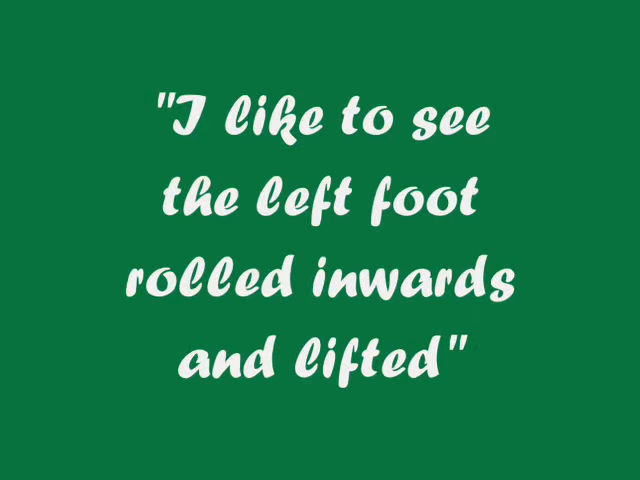 "I like to see
the left foot
rolled inwards
and lifted"